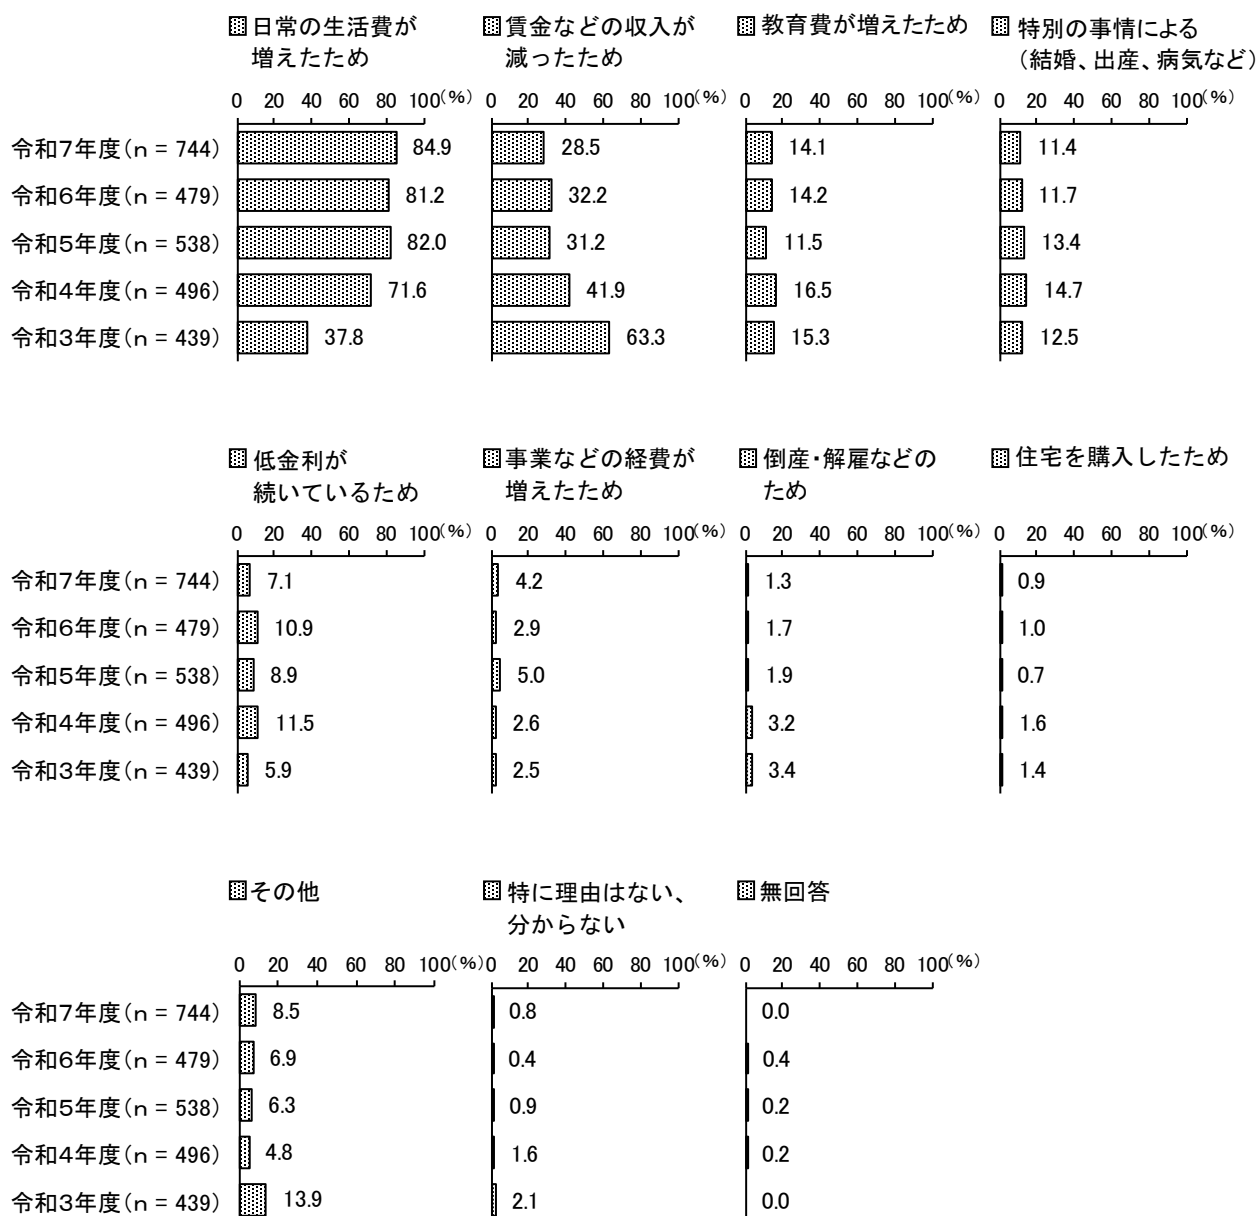 日常の生活費が
増えたため
賃金などの収入が
減ったため
教育費が増えたため
特別の事情による
(結婚、出産、病気など)
0 20 40 60 80 100(%) 0 20 40 60 80 100(%) 0 20 40 60 80 100(%) 0 20 40 60 80 100(%)
令和7年度(n = 744) 84.9 28.5 14.1 11.4
令和6年度(n = 479) 81.2 32.2 14.2 11.7
令和5年度(n = 538) 82.0 31.2 11.5 13.4
令和4年度(n = 496) 71.6 41.9 16.5 14.7
令和3年度(n = 439) 37.8 63.3 15.3 12.5
低金利が
続いているため
事業などの経費が
増えたため
倒産・解雇などの
ため
住宅を購入したため
0 20 40 60 80 100(%) 0 20 40 60 80 100(%) 0 20 40 60 80 100(%) 0 20 40 60 80 100(%)
令和7年度(n = 744) 7.1 4.2 1.3 0.9
令和6年度(n = 479) 10.9 2.9 1.7 1.0
令和5年度(n = 538) 8.9 5.0 1.9 0.7
令和4年度(n = 496) 11.5 2.6 3.2 1.6
令和3年度(n = 439) 5.9 2.5 3.4 1.4
その他
特に理由はない、
分からない
無回答
0 20 40 60 80 100(%) 0 20 40 60 80 100(%) 0 20 40 60 80 100(%)
令和7年度(n = 744) 8.5 0.8 0.0
令和6年度(n = 479) 6.9 0.4 0.4
令和5年度(n = 538) 6.3 0.9 0.2
令和4年度(n = 496) 4.8 1.6 0.2
令和3年度(n = 439) 13.9 2.1 0.0